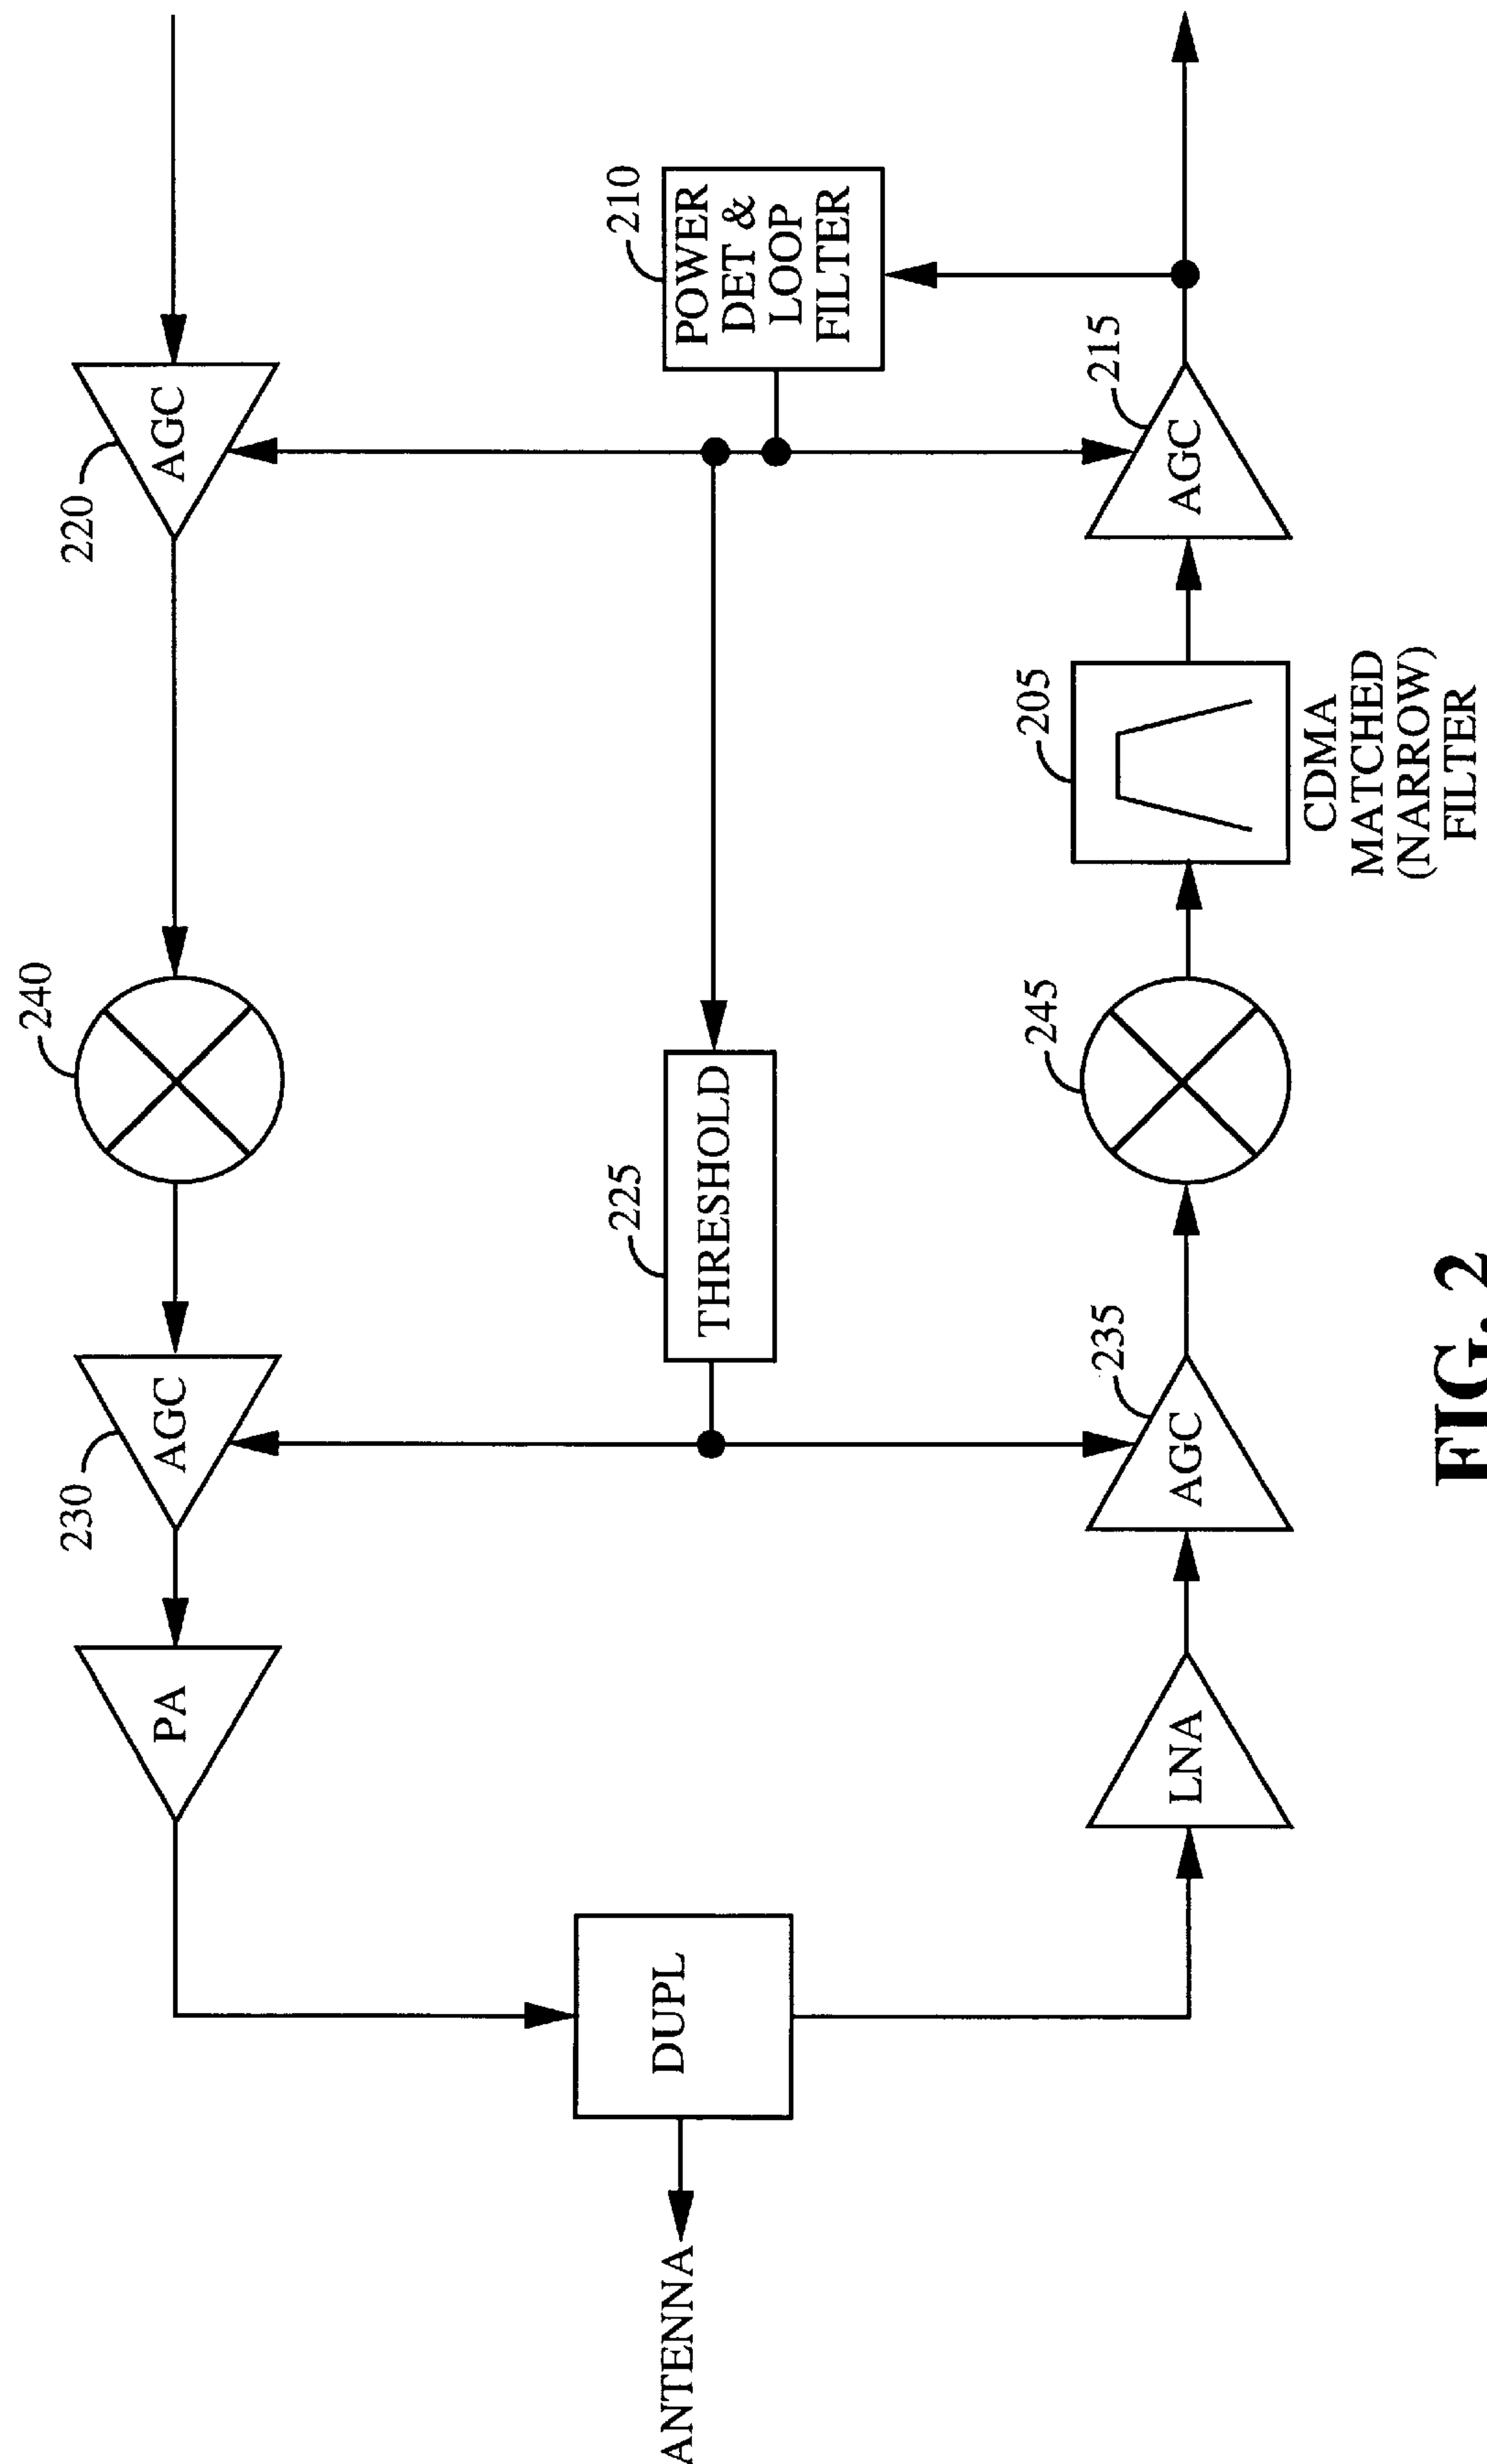 ANTENNA
DUPL
PA
230
AGC
240
220
AGC
225
THRESHOLD
210
POWER
DET &
LOOP
FILTER
LNA
235
AGC
245
205
CDMA
MATCHED
(NARROW)
FILTER
215
AGC
FIG. 2